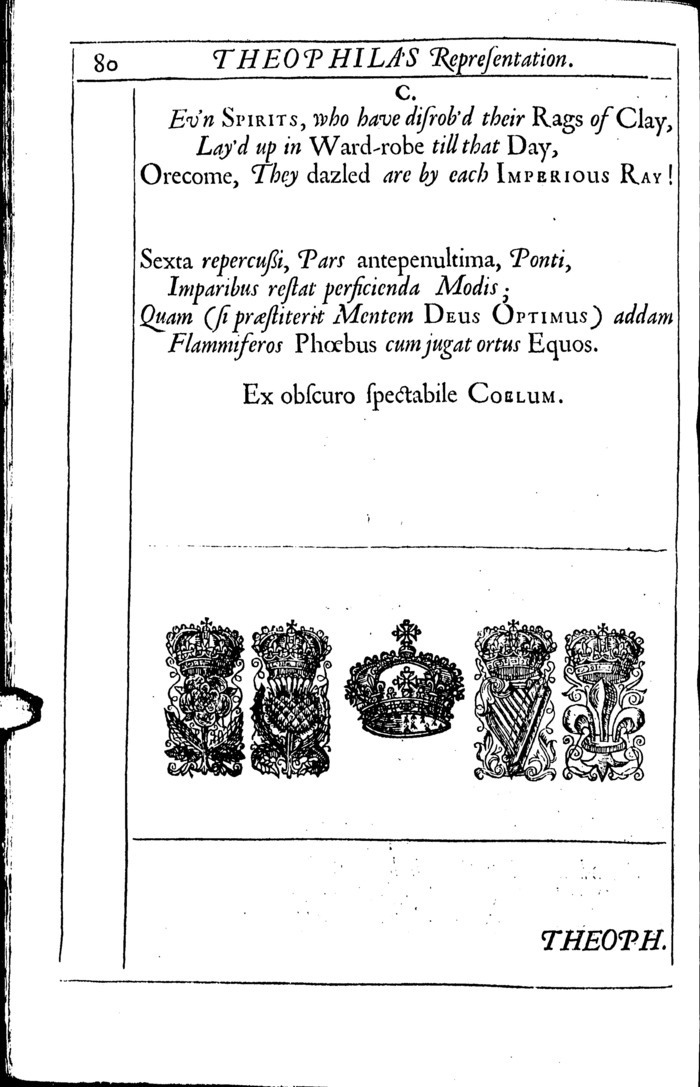 80
THEOPHILA'S Repreſentation.
C.
Ev'n SPIRITS, who have diſrob'd their Rags of Clay,
Lay'd up in Ward-robe till that Day,
Orecome, They dazled are by each IMPERIOUS RAY!
Sexta repercuſſi, Pars antepenultima, Ponti,
Imparibus reſtat perficienda Modis;
Quam (ſi præſtiterit Mentem DEUS OPTIMUS) addam
Flammiferos Phœbus cum jugat ortus Equos.
Ex obſcuro ſpectabile COELUM.
THEOPH.